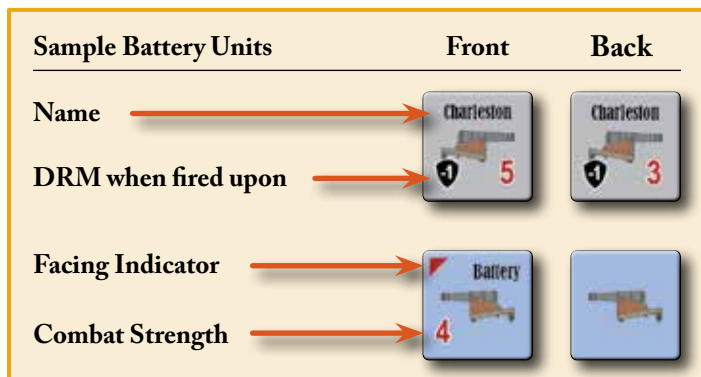 Sample Battery Units Front Back
Name
Charleston Charleston
DRM when fired upon
-1 5 -1 3
Facing Indicator
Battery
Combat Strength
4